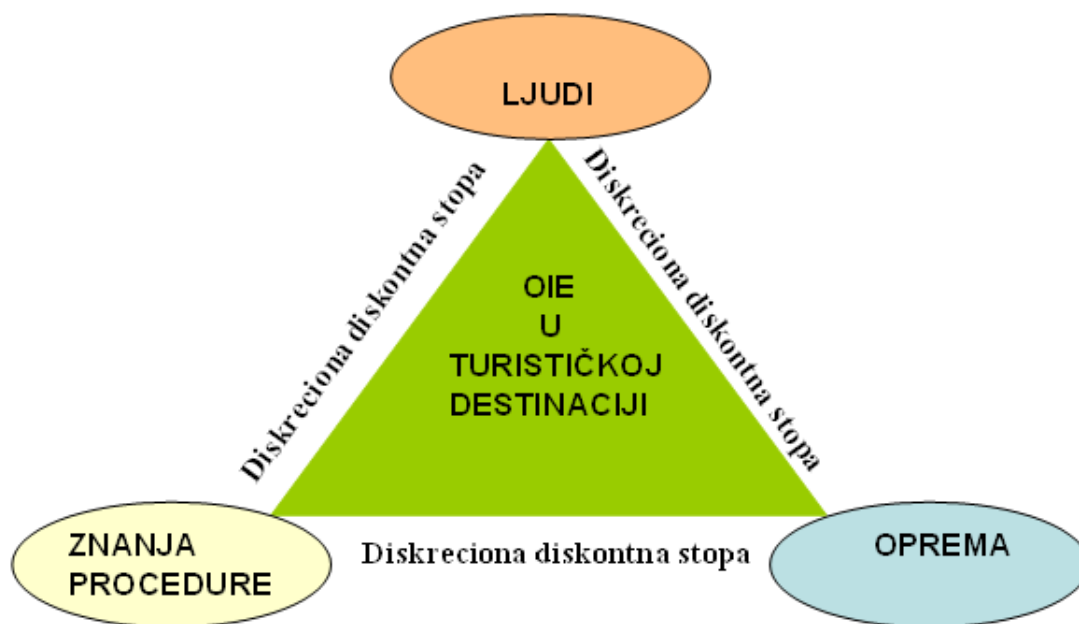 LJUDI
Diskreciona diskontna stopa
Diskreciona diskontna stopa
OIE
U
TURISTIČKOJ
DESTINACIJI
ZNANJA
PROCEDURE
Diskreciona diskontna stopa
OPREMA